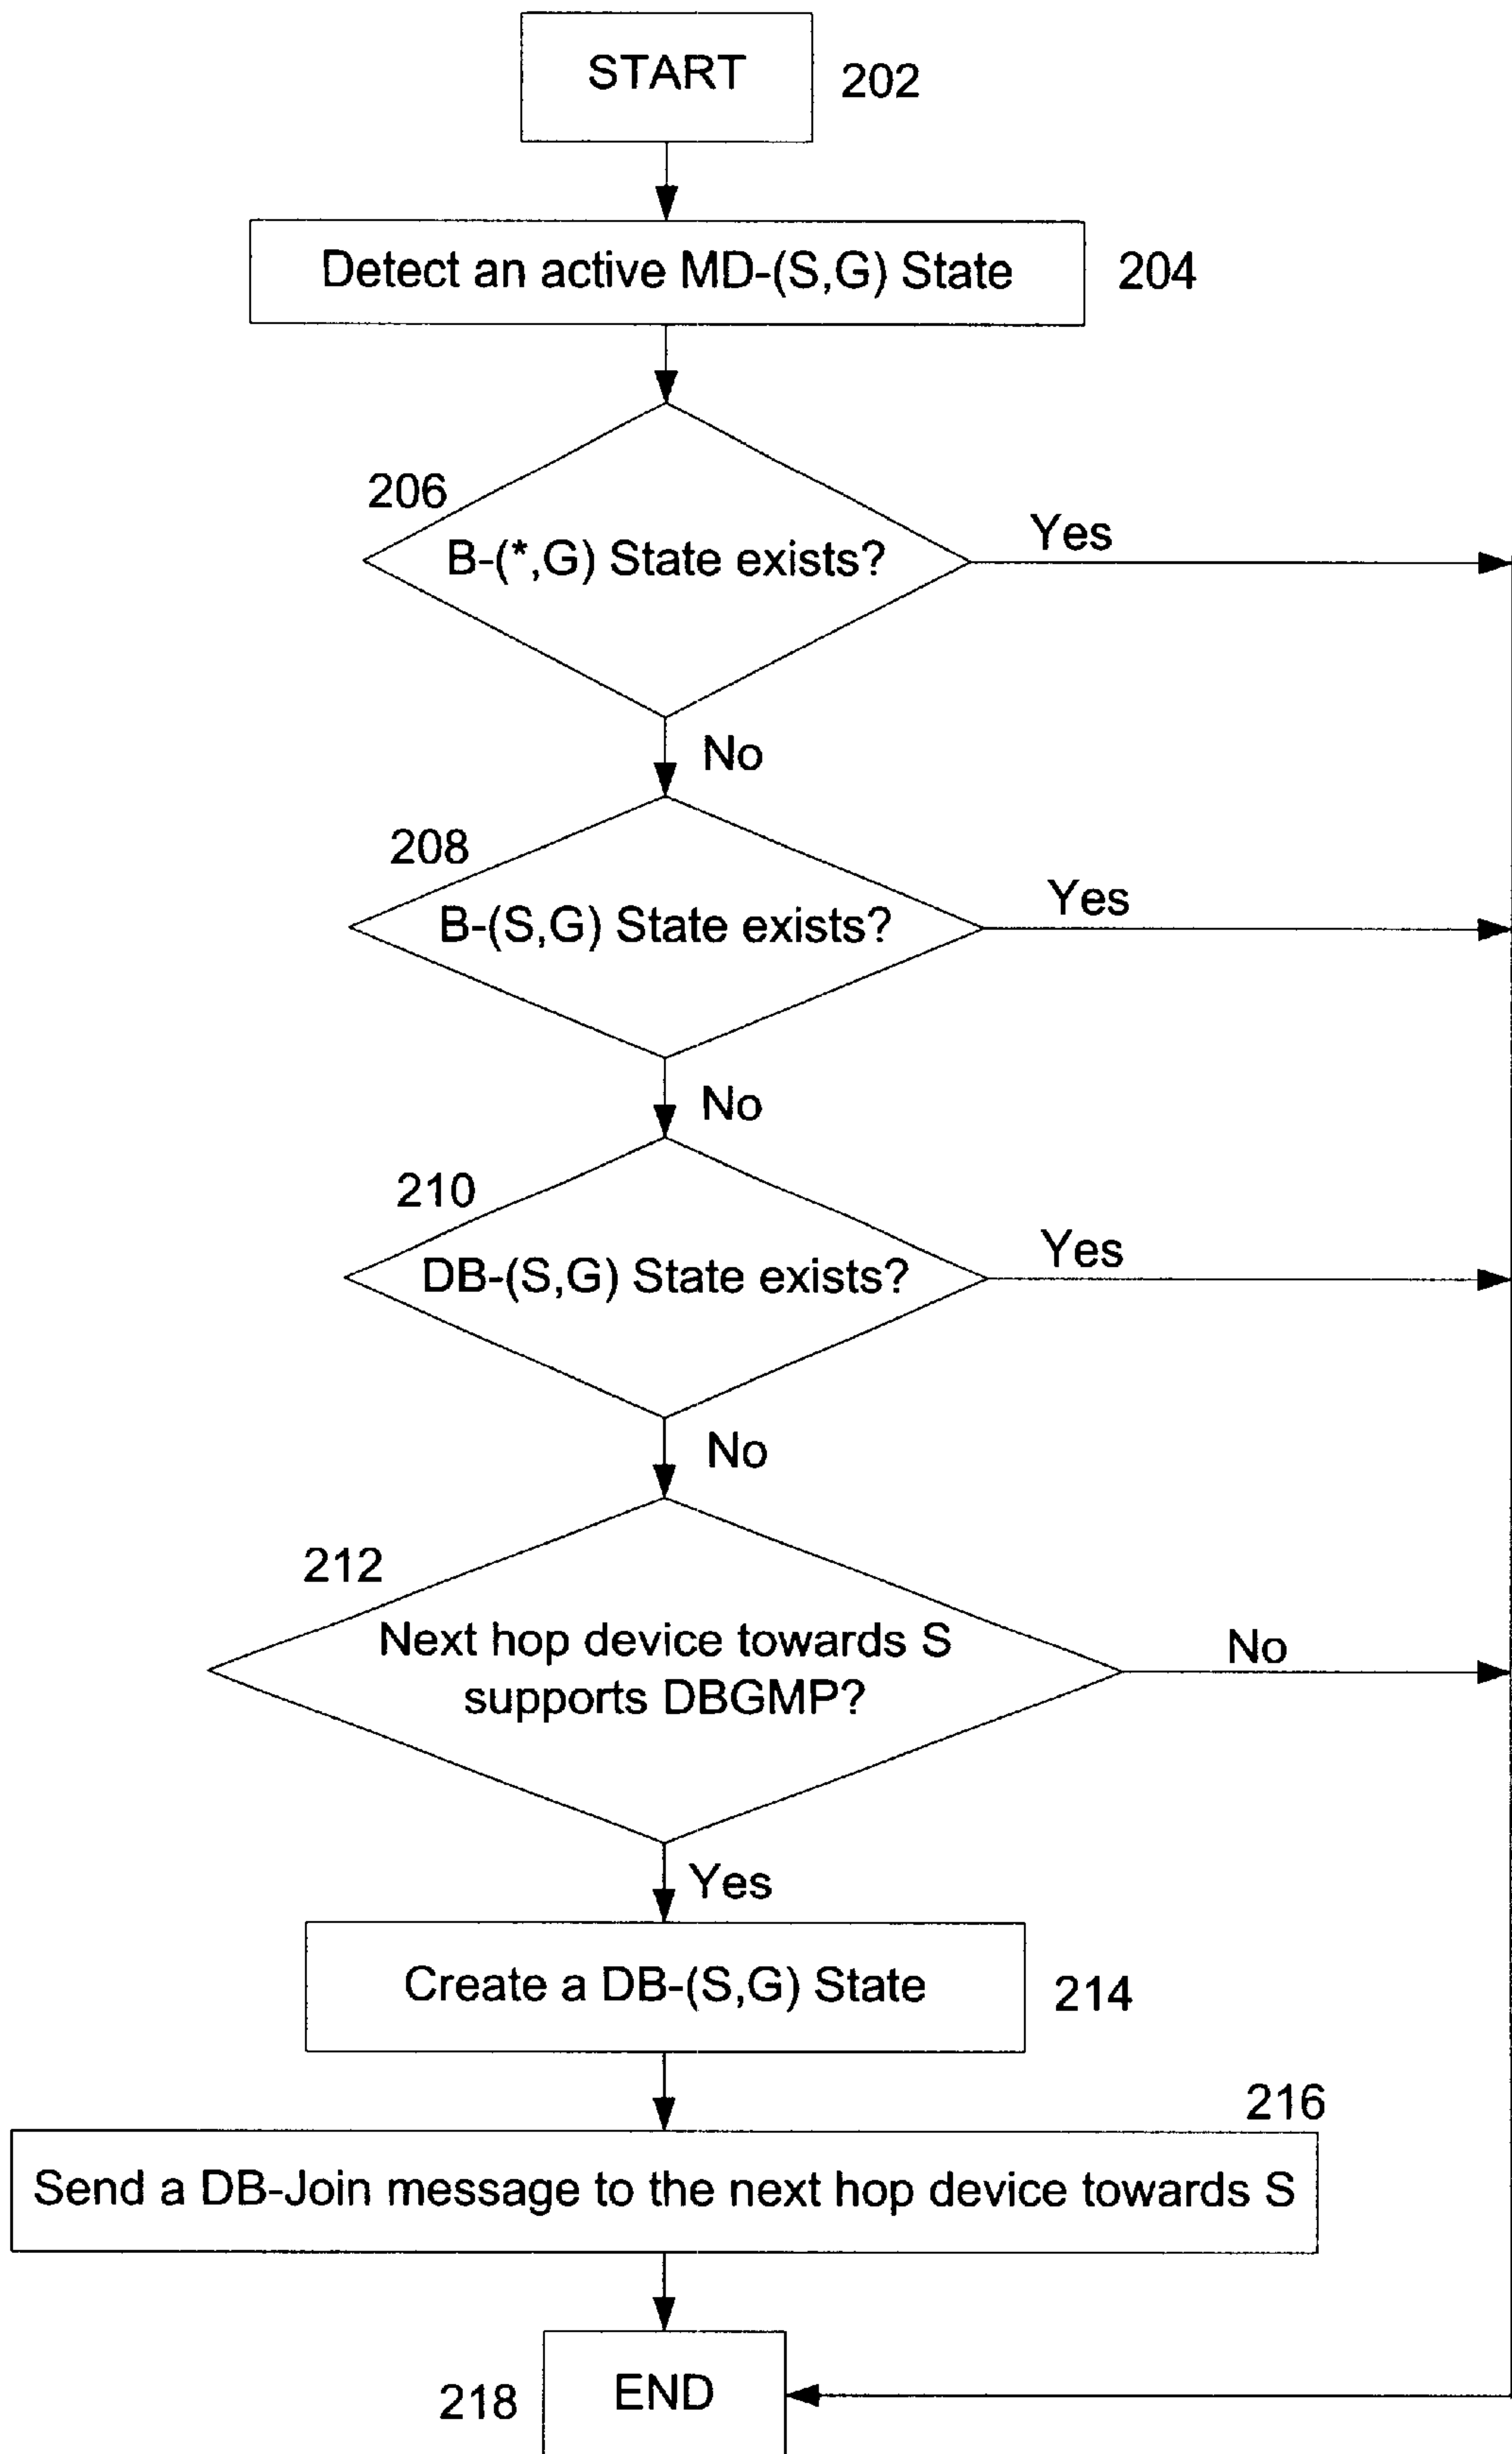 START
202
Detect an active MD-(S,G) State
204
206
B-(*,G) State exists?
Yes
No
208
B-(S,G) State exists?
Yes
No
210
DB-(S,G) State exists?
Yes
No
212
Next hop device towards S
supports DBGMP?
No
Yes
Create a DB-(S,G) State
214
216
Send a DB-Join message to the next hop device towards S
END
218